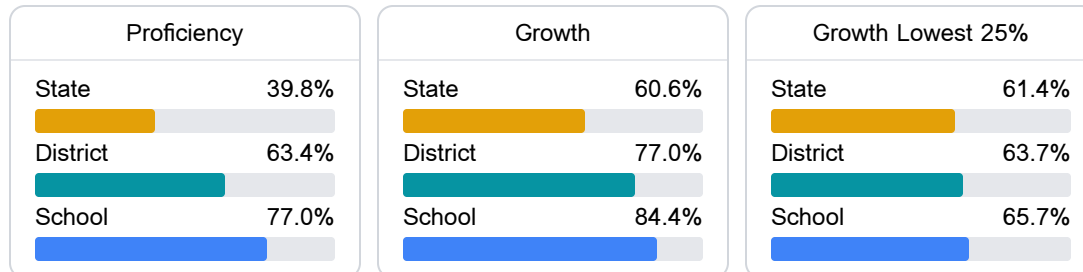 Proficiency
State 39.8%
District 63.4%
School 77.0%
Growth
State 60.6%
District 77.0%
School 84.4%
Growth Lowest 25%
State 61.4%
District 63.7%
School 65.7%